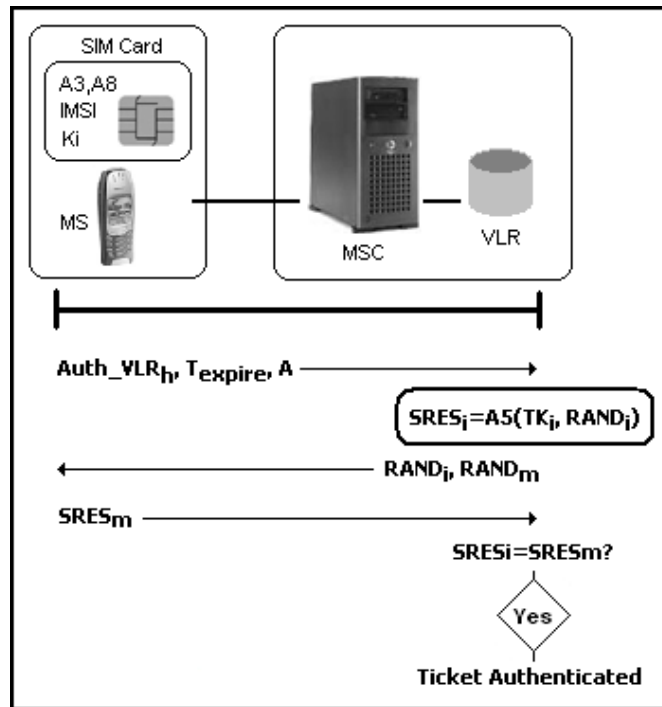 SIM Card
A3,A8
IMSI
Ki
MS
MSC
VLR
Auth_VLRh, Texpire, A
SRESi=A5(TKi, RANDi)
RANDi, RANDm
SRESm
SRESi=SRESm?
Yes
Ticket Authenticated